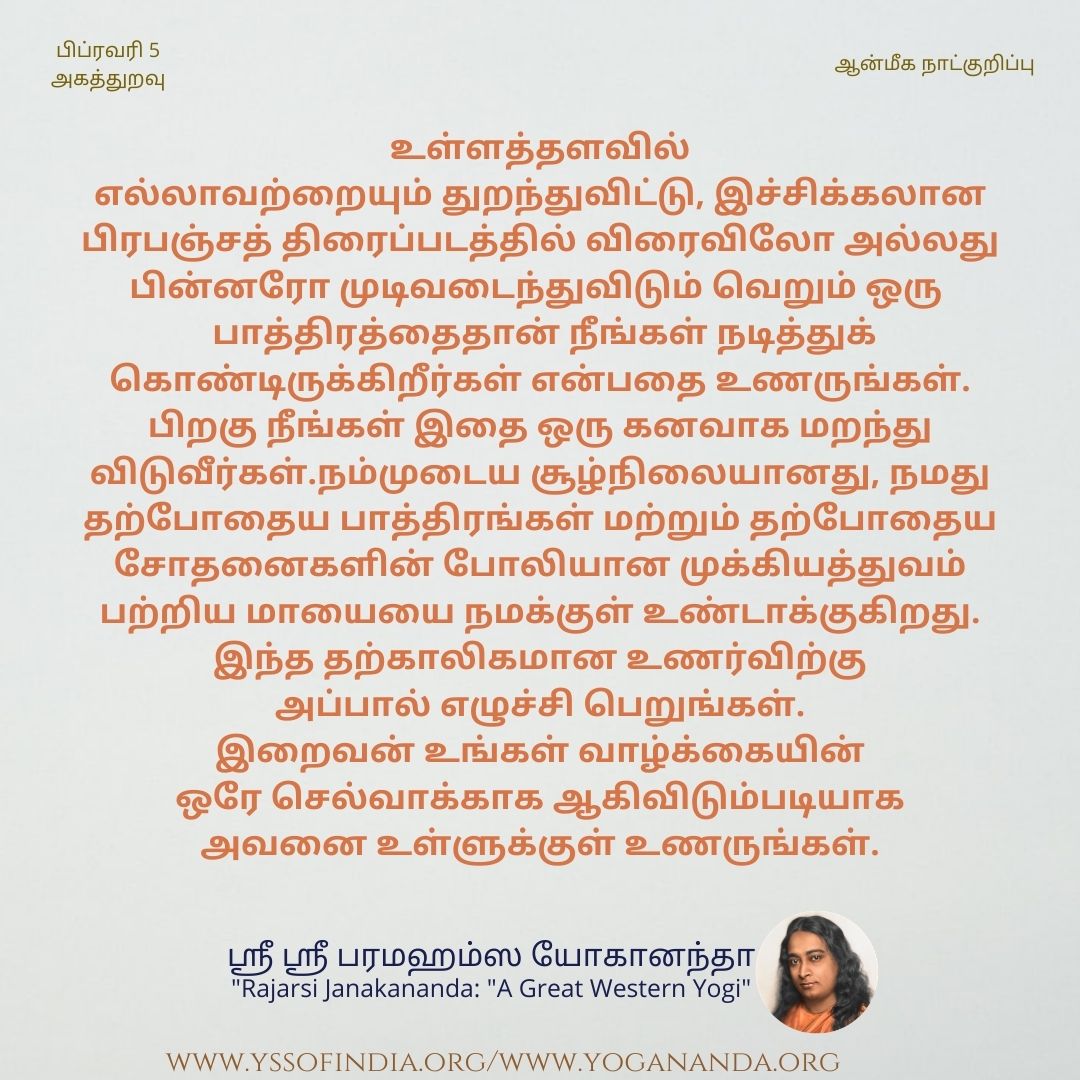 பிப்ரவரி 5
அகத்துறவு
ஆன்மீக நாட்குறிப்பு
உள்ளத்தளவில்
எல்லாவற்றையும் துறந்துவிட்டு, இச்சிக்கலான
பிரபஞ்சத் திரைப்படத்தில் விரைவிலோ அல்லது
பின்னரோ முடிவடைந்துவிடும் வெறும் ஒரு
பாத்திரத்தைதான் நீங்கள் நடித்துக்
கொண்டிருக்கிறீர்கள் என்பதை உணருங்கள்.
பிறகு நீங்கள் இதை ஒரு கனவாக மறந்து
விடுவீர்கள்.நம்முடைய சூழ்நிலையானது, நமது
தற்போதைய பாத்திரங்கள் மற்றும் தற்போதைய
சோதனைகளின் போலியான முக்கியத்துவம்
பற்றிய மாயையை நமக்குள் உண்டாக்குகிறது.
இந்த தற்காலிகமான உணர்விற்கு
அப்பால் எழுச்சி பெறுங்கள்.
இறைவன் உங்கள் வாழ்க்கையின்
ஒரே செல்வாக்காக ஆகிவிடும்படியாக
அவனை உள்ளுக்குள் உணருங்கள்.
ஸ்ரீ ஸ்ரீ பரமஹம்ஸ யோகானந்தா
"Rajarsi Janakananda: "A Great Western Yogi"
WWW.YSSOFINDIA.ORG/WWW.YOGANANDA.ORG